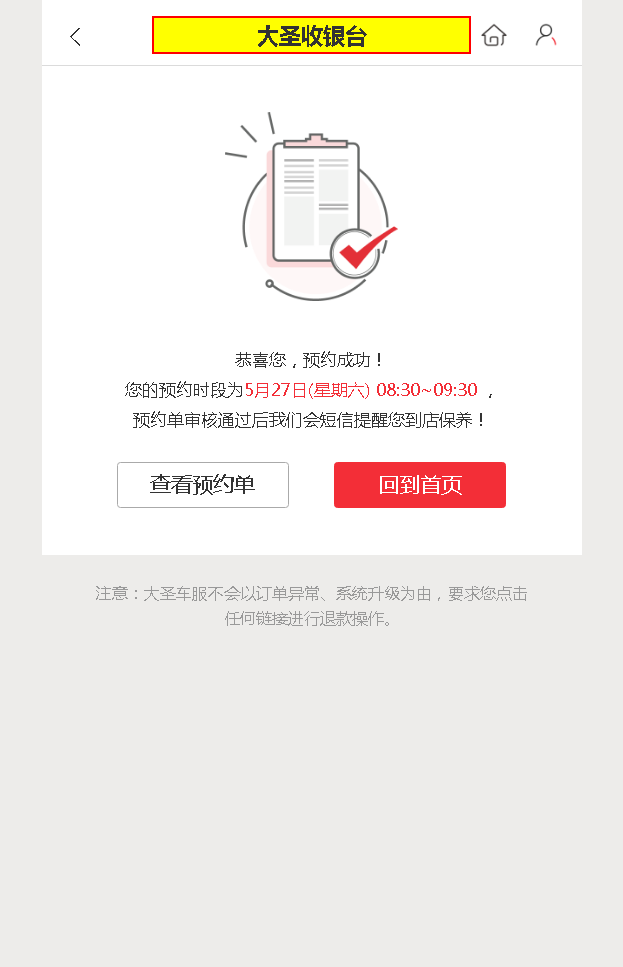 大圣收银台
恭喜您，预约成功！
您的预约时段为5月27日(星期六) 08:30~09:30 ，
预约单审核通过后我们会短信提醒您到店保养！
查看预约单
回到首页
注意：大圣车服不会以订单异常、系统升级为由，要求您点击
任何链接进行退款操作。